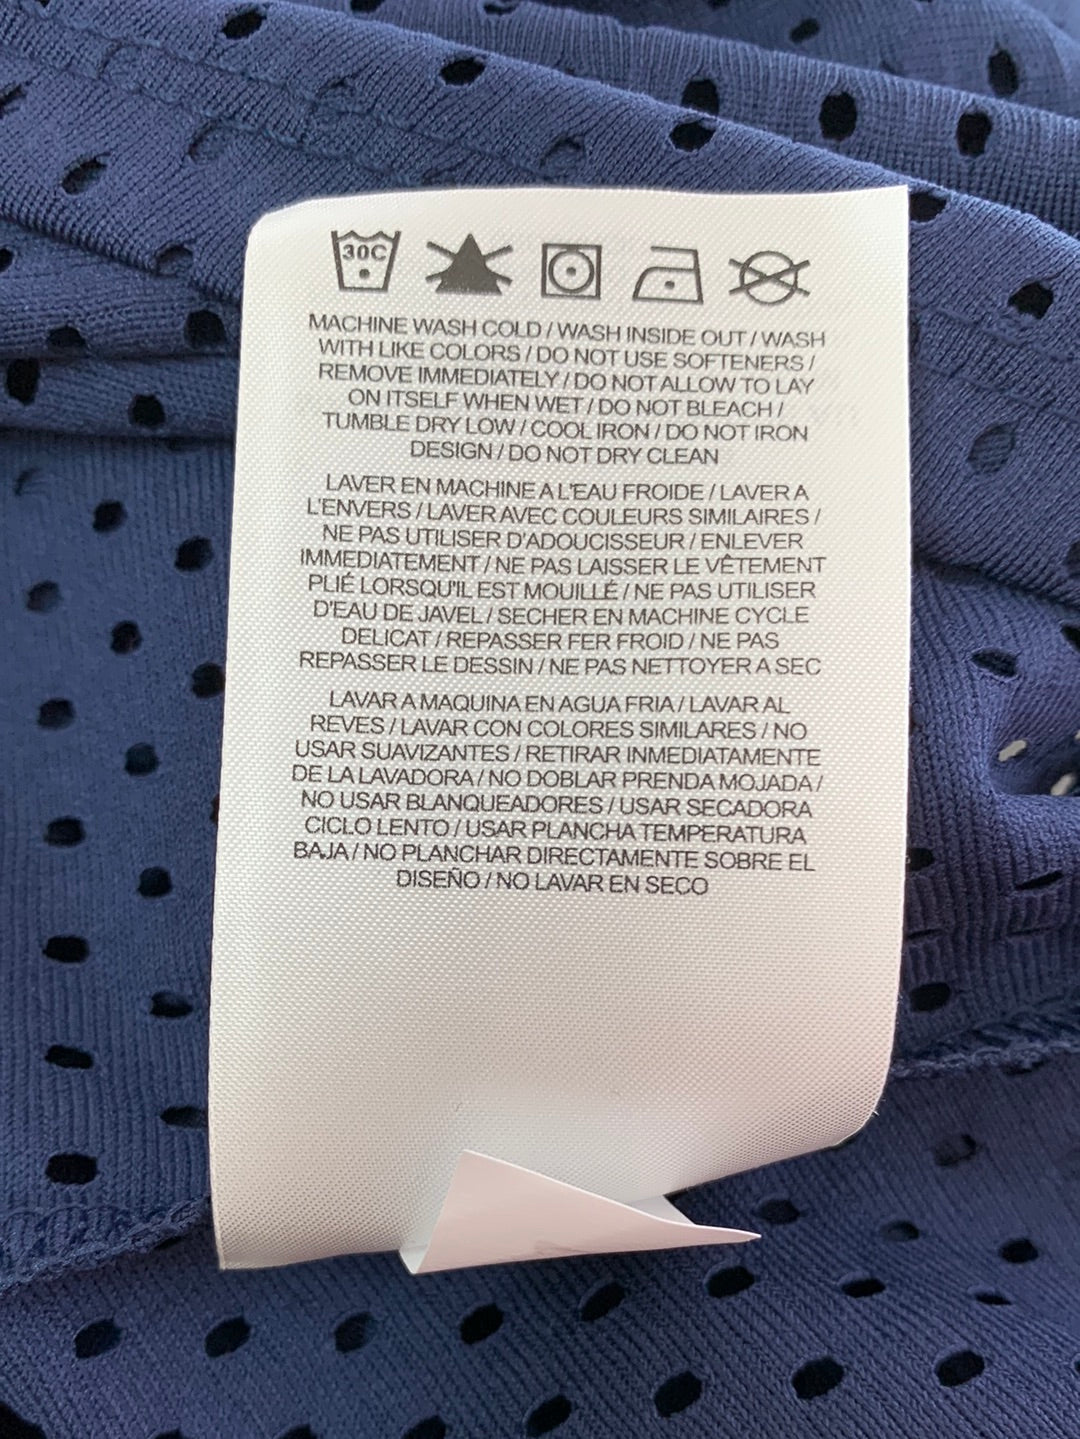 30C
MACHINE WASH COLD / WASH INSIDE OUT / WASH
WITH LIKE COLORS / DO NOT USE SOFTENERS /
REMOVE IMMEDIATELY / DO NOT ALLOW TO LAY
ON ITSELF WHEN WET / DO NOT BLEACH /
TUMBLE DRY LOW / COOL IRON / DO NOT IRON
DESIGN / DO NOT DRY CLEAN
LAVER EN MACHINE A L'EAU FROIDE / LAVER A
L'ENVERS / LAVER AVEC COULEURS SIMILAIRES /
NE PAS UTILISER D'ADOUCISSEUR / ENLEVER
IMMEDIATEMENT / NE PAS LAISSER LE VÊTEMENT
PLIÉ LORSQU'IL EST MOUILLÉ / NE PAS UTILISER
D'EAU DE JAVEL / SECHER EN MACHINE CYCLE
DELICAT / REPASSER FER FROID / NE PAS
REPASSER LE DESSIN / NE PAS NETTOYER A SEC
LAVAR A MAQUINA EN AGUA FRIA / LAVAR AL
REVES / LAVAR CON COLORES SIMILARES / NO
USAR SUAVIZANTES / RETIRAR INMEDIATAMENTE
DE LA LAVADORA / NO DOBLAR PRENDA MOJADA /
NO USAR BLANQUEADORES / USAR SECADORA
CICLO LENTO / USAR PLANCHA TEMPERATURA
BAJA / NO PLANCHAR DIRECTAMENTE SOBRE EL
DISEÑO / NO LAVAR EN SECO